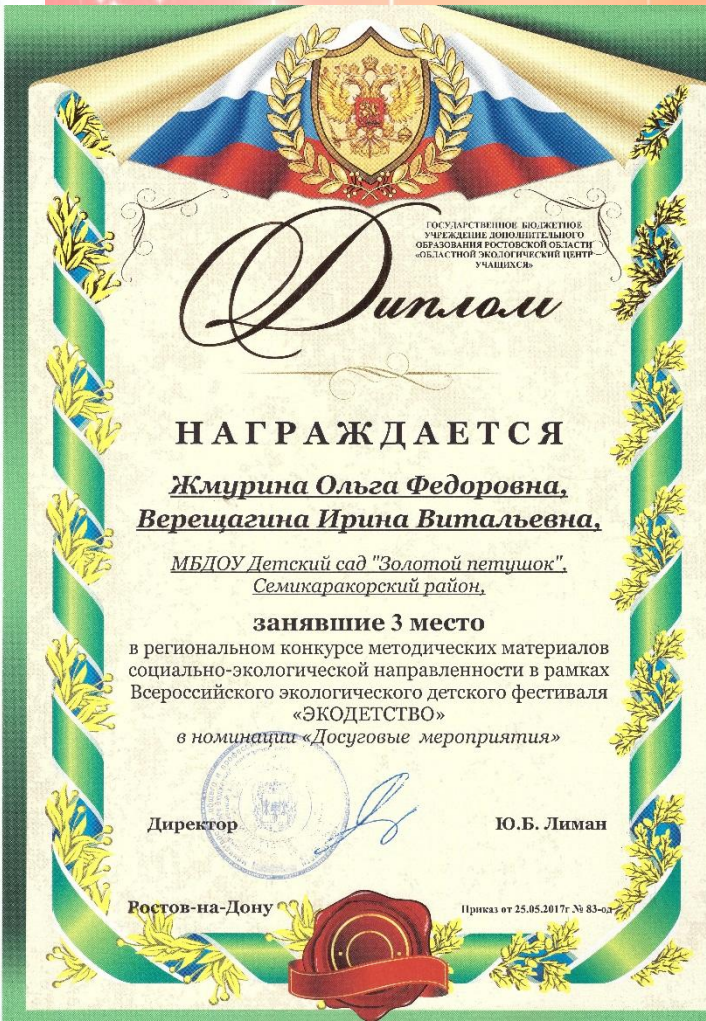 ГОСУДАРСТВЕННОЕ БЮДЖЕТНОЕ
УЧРЕЖДЕНИЕ ДОПОЛНИТЕЛЬНОГО
ОБРАЗОВАНИЯ РОСТОВСКОЙ ОБЛАСТИ
«ОБЛАСТНОЙ ЭКОЛОГИЧЕСКИЙ ЦЕНТР
УЧАЩИХСЯ»
Диплом
НАГРАЖДАЕТСЯ
Жмурина Ольга Федоровна,
Верещагина Ирина Витальевна,
МБДОУ Детский сад "Золотой петушок",
Семикаракорский район,
занявшие 3 место
в региональном конкурсе методических материалов
социально-экологической направленности в рамках
Всероссийского экологического детского фестиваля
«ЭКОДЕТСТВО»
в номинации «Досуговые мероприятия»
Директор Ю.Б. Лиман
Ростов-на-Дону Приказ от 25.05.2017г № 83-од